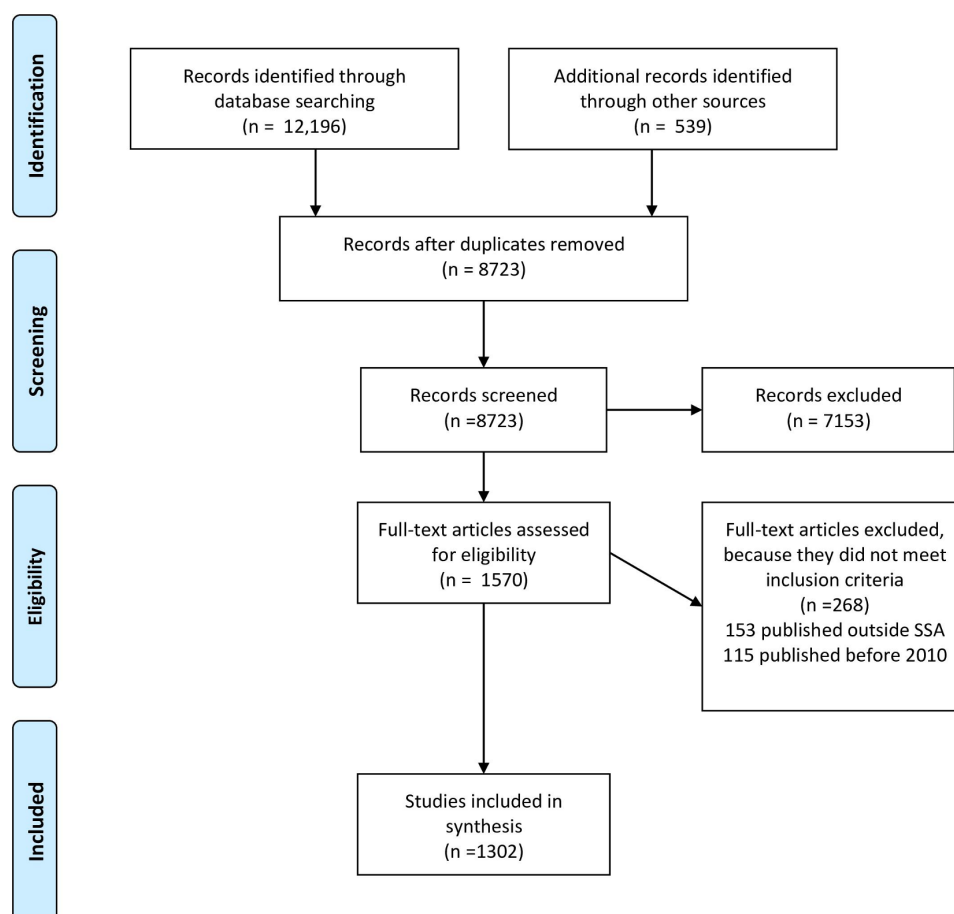 Identification
Records identified through
database searching
(n = 12,196)
Additional records identified
through other sources
(n = 539)
Records after duplicates removed
(n = 8723)
Screening
Records screened
(n =8723)
Records excluded
(n = 7153)
Eligibility
Full-text articles assessed
for eligibility
(n = 1570)
Full-text articles excluded,
because they did not meet
inclusion criteria
(n =268)
153 published outside SSA
115 published before 2010
Included
Studies included in
synthesis
(n =1302)